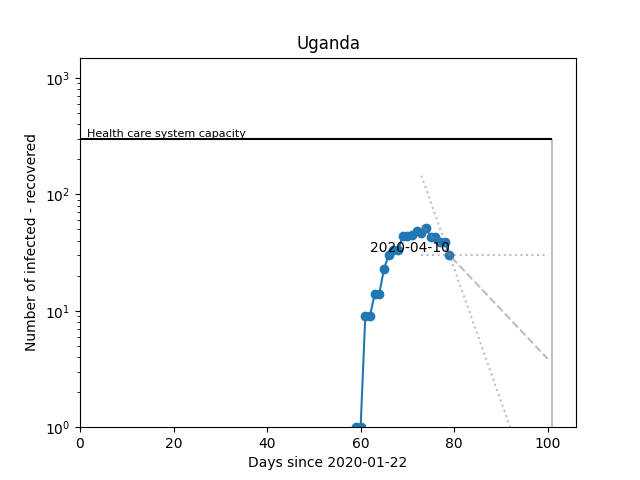 Uganda
Number of infected - recovered
10³
10²
10¹
10⁰
Health care system capacity
2020-04-10
0 20 40 60 80 100
Days since 2020-01-22